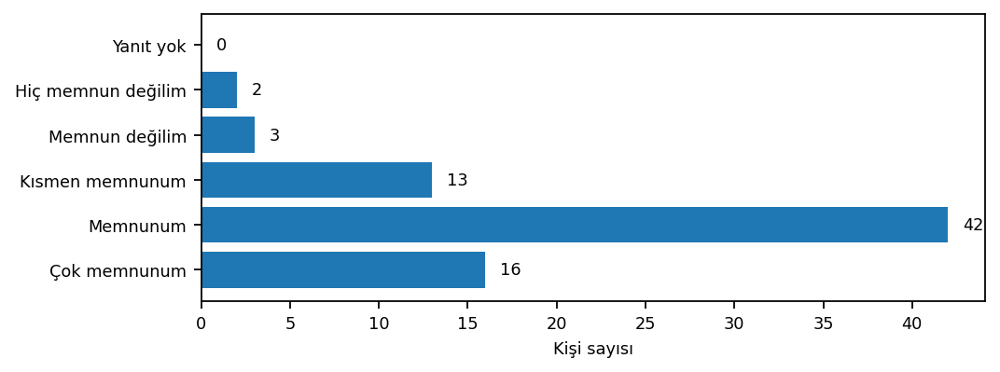 Yanıt yok 0
Hiç memnun değilim 2
Memnun değilim 3
Kısmen memnunum 13
Memnunum 42
Çok memnunum 16
0 5 10 15 20 25 30 35 40
Kişi sayısı